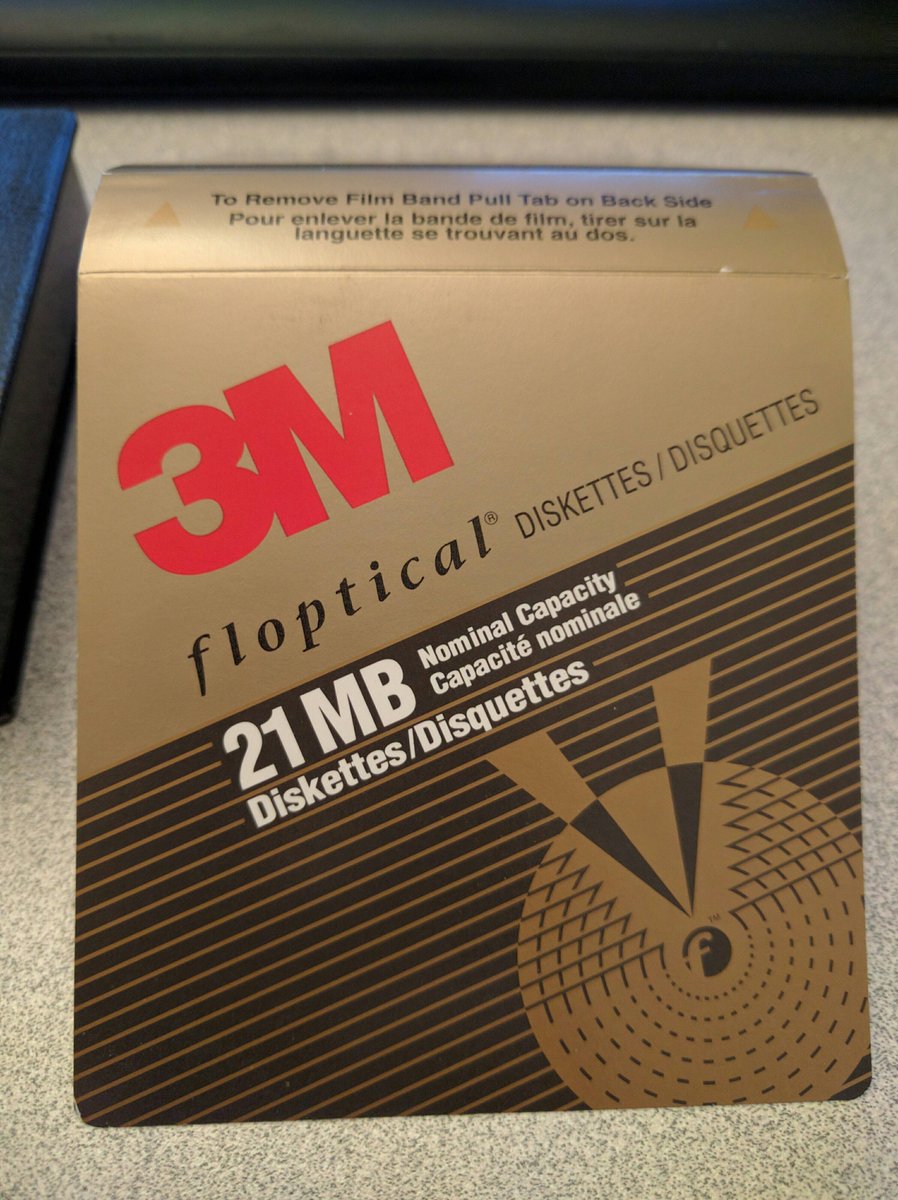 To Remove Film Band Pull Tab on Back Side
Pour enlever la bande de film, tirer sur la
languette se trouvant au dos.
3M
floptical® DISKETTES / DISQUETTES
21 MB Nominal Capacity
Capacité nominale
Diskettes/Disquettes
f™